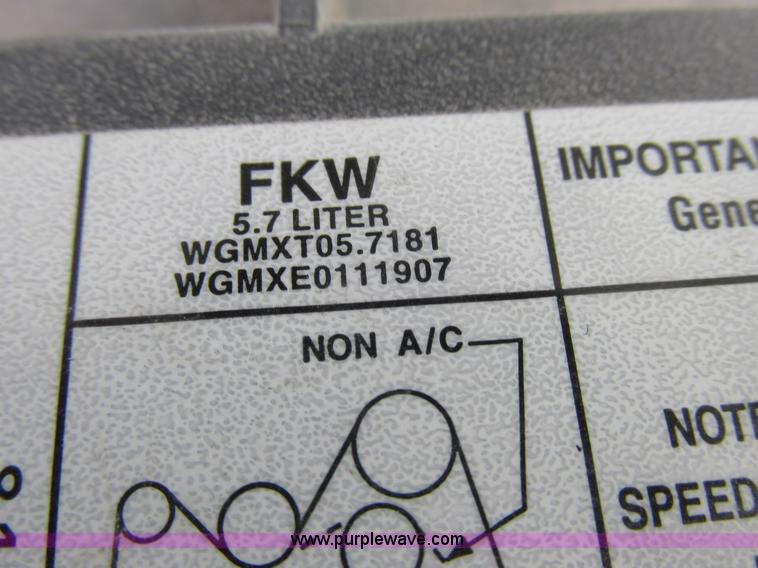 FKW
5.7 LITER
WGMXT05.7181
WGMXE0111907
IMPORTA
Gene
NON A/C
NOTE
SPEED
www.purplewave.com